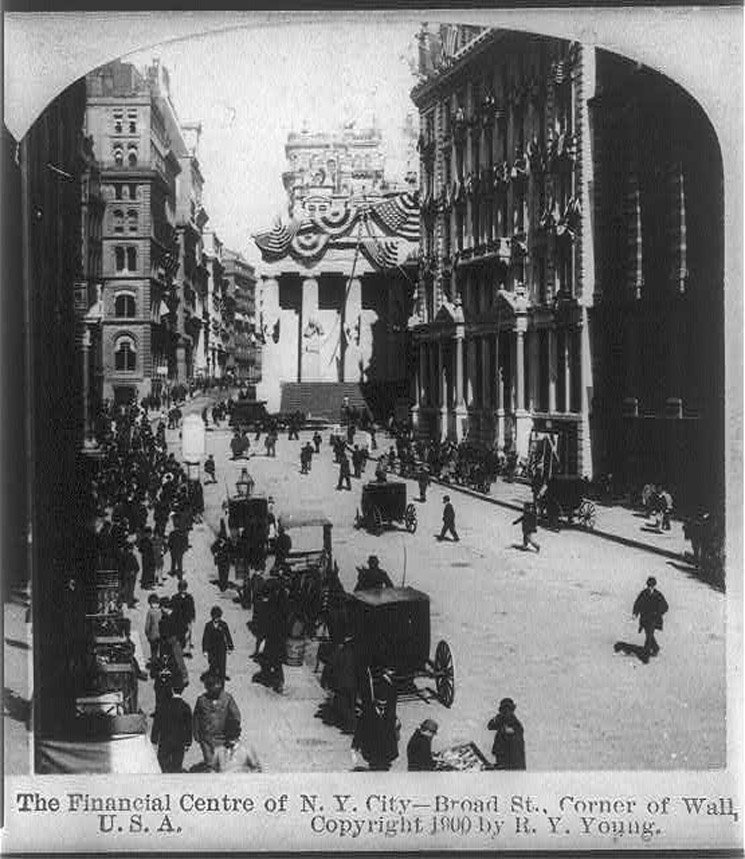 The Financial Centre of N. Y. City—Broad St., Corner of Wall,
U. S. A. Copyright 1900 by R. Y. Young.